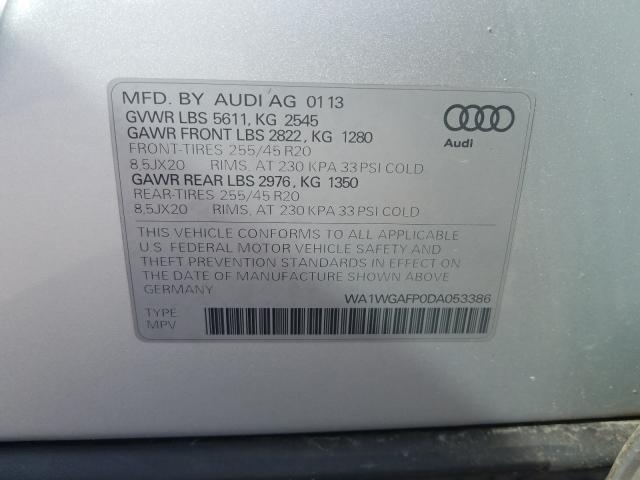 MFD. BY AUDI AG 01 13
GVWR LBS 5611, KG 2545
GAWR FRONT LBS 2822, KG 1280
FRONT-TIRES 255/45 R20
8,5JX20 RIMS, AT 230 KPA 33 PSI COLD
GAWR REAR LBS 2976, KG 1350
REAR-TIRES 255/45 R20
8,5JX20 RIMS, AT 230 KPA 33 PSI COLD
Audi
THIS VEHICLE CONFORMS TO ALL APPLICABLE
U.S. FEDERAL MOTOR VEHICLE SAFETY AND
THEFT PREVENTION STANDARDS IN EFFECT ON
THE DATE OF MANUFACTURE SHOWN ABOVE
GERMANY
WA1WGAFP0DA053386
TYPE:
MPV